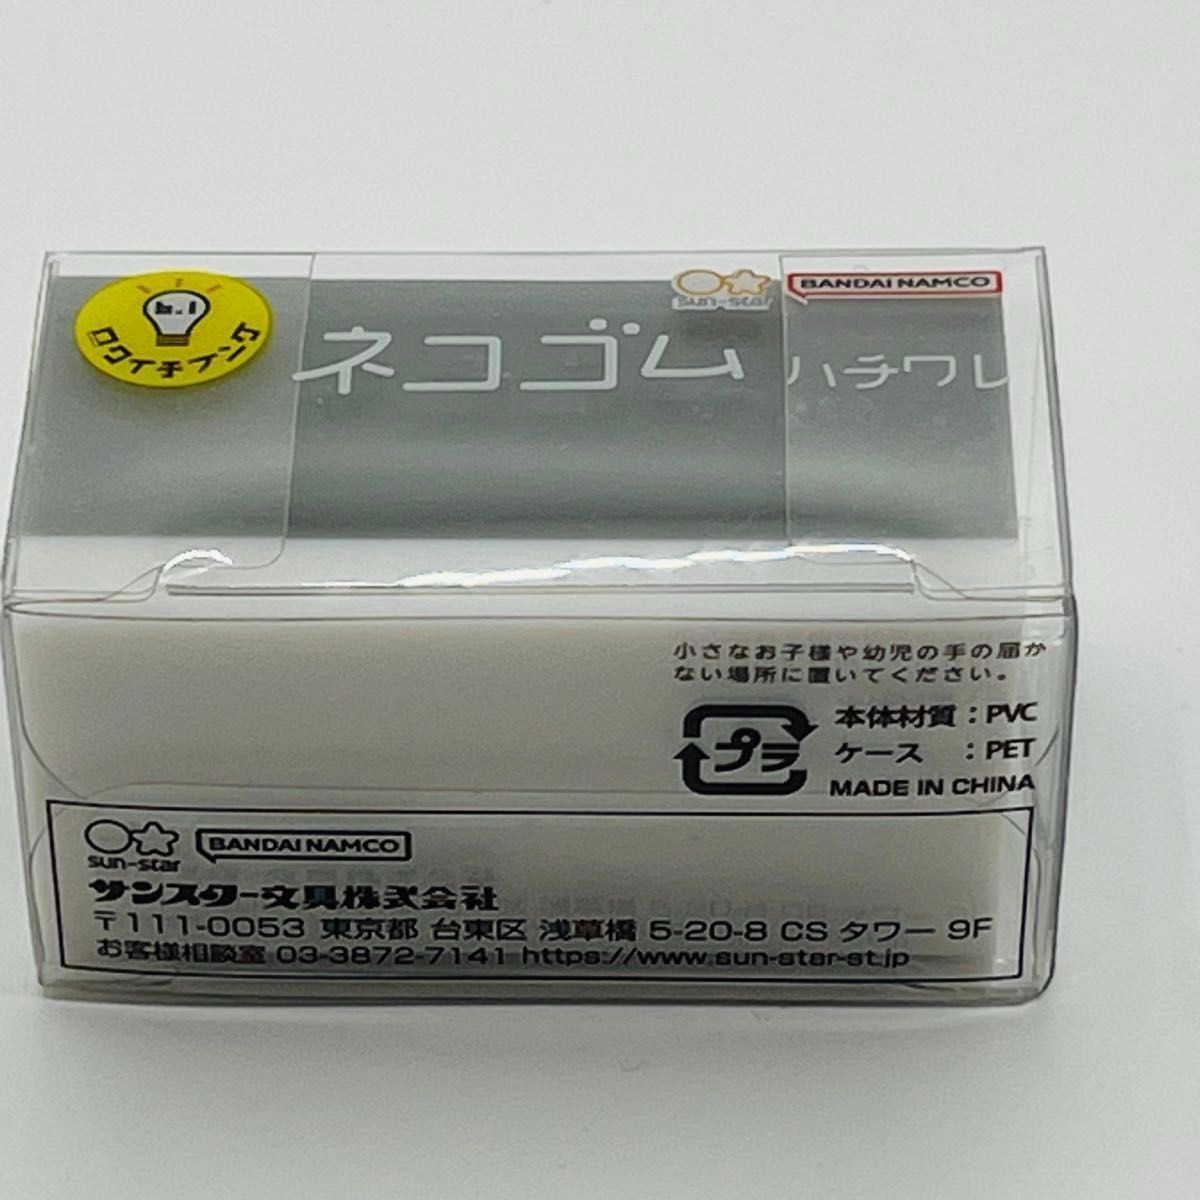 ロクイチブング
ネコゴム ハチワレ
sun-star
BANDAI NAMCO
小さなお子様や幼児の手の届か
ない場所に置いてください。
プラ
本体材質：PVC
ケース　：PET
MADE IN CHINA
sun-star BANDAI NAMCO
サンスター文具株式会社
〒111-0053 東京都 台東区 浅草橋 5-20-8 CS タワー 9F
お客様相談室 03-3872-7141 https://www.sun-star-st.jp